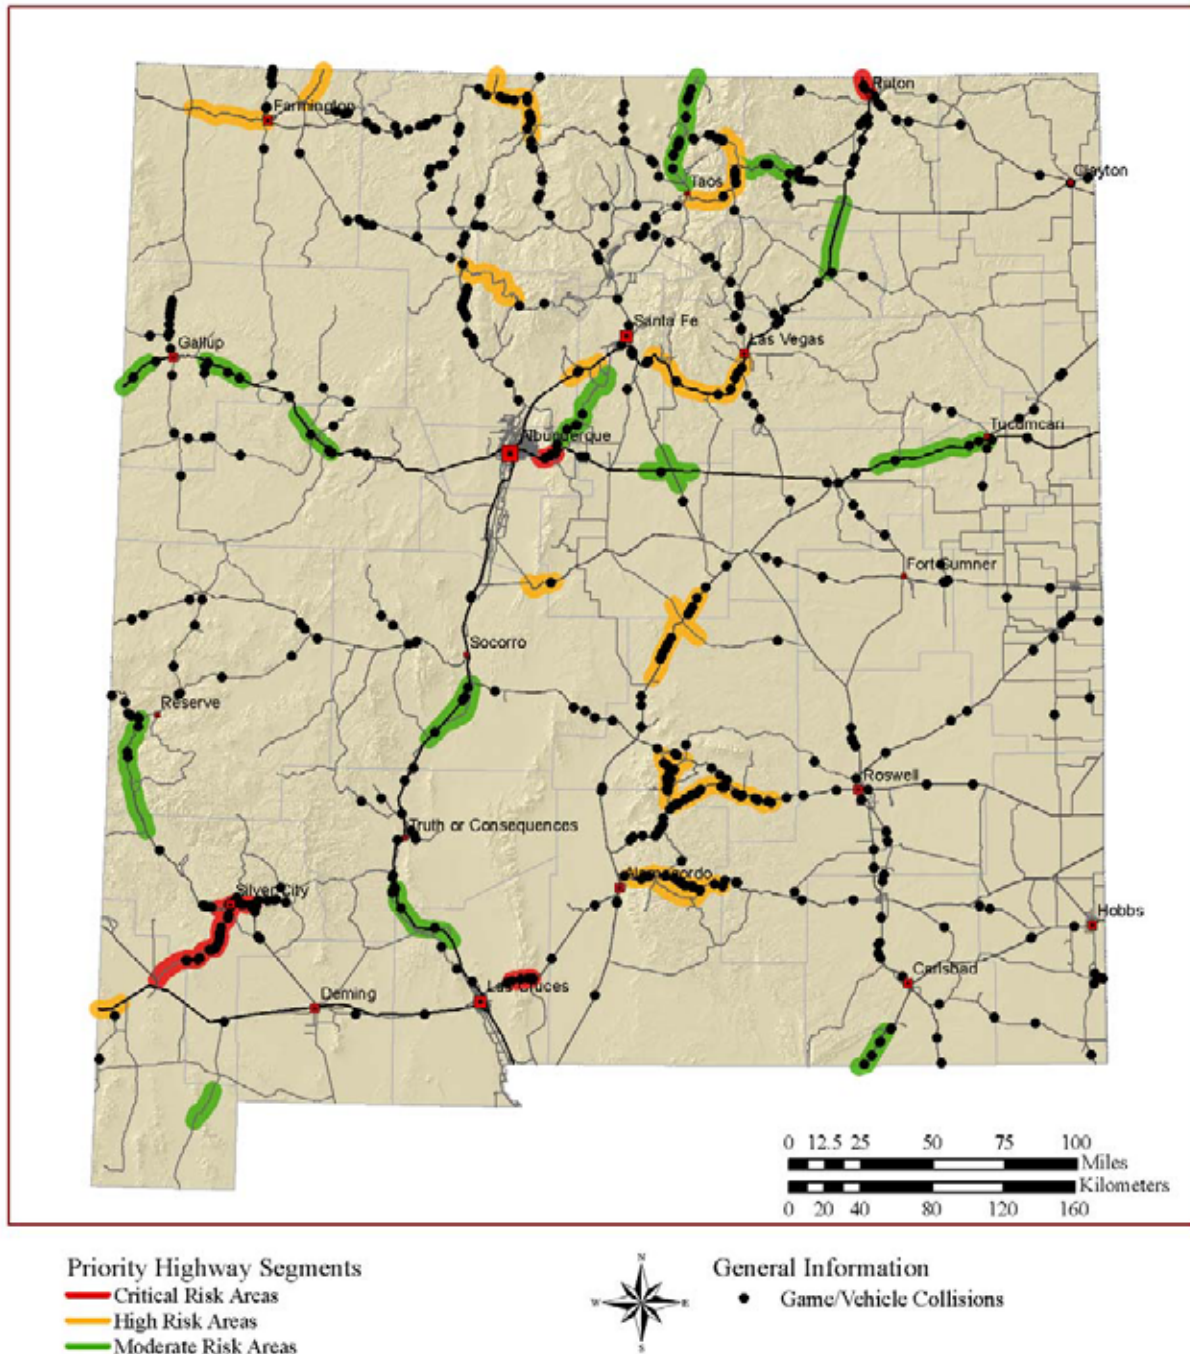 Raton
Farmington
Clayton
Taos
Santa Fe
Gallup
Las Vegas
Tucumcari
Albuquerque
Fort Sumner
Socorro
Reserve
Roswell
Truth or Consequences
Alamogordo
Silver City
Hobbs
Carlsbad
Las Cruces
Deming
0 12.5 25 50 75 100
Miles
Kilometers
0 20 40 80 120 160
Priority Highway Segments
Critical Risk Areas
High Risk Areas
Moderate Risk Areas
N
W E
S
General Information
Game/Vehicle Collisions